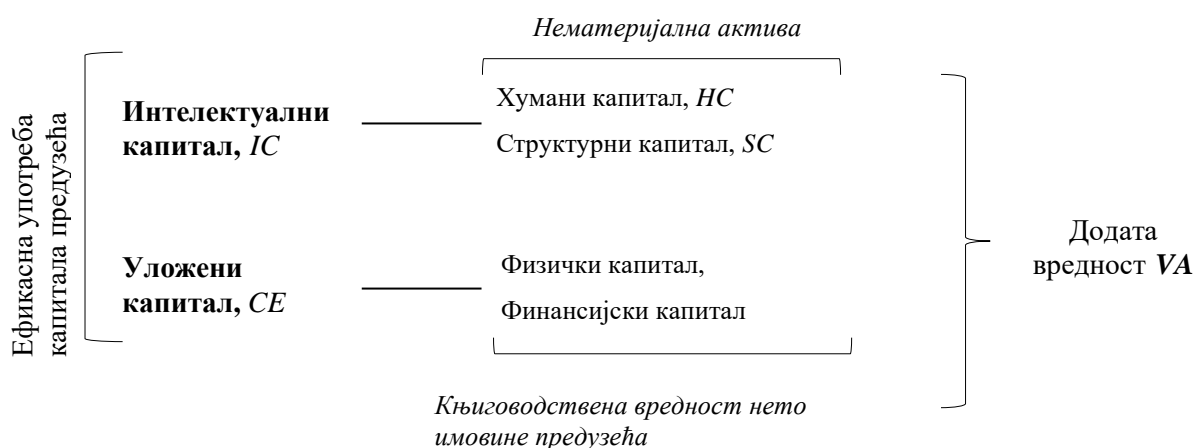 Ефикасна употреба
капитала предузећа
Нематеријална актива
Интелектуални
капитал, IC
Хумани капитал, HC
Структурни капитал, SC
Уложени
капитал, CE
Физички капитал,
Финансијски капитал
Књиговодствена вредност нето
имовине предузећа
Додата
вредност VA